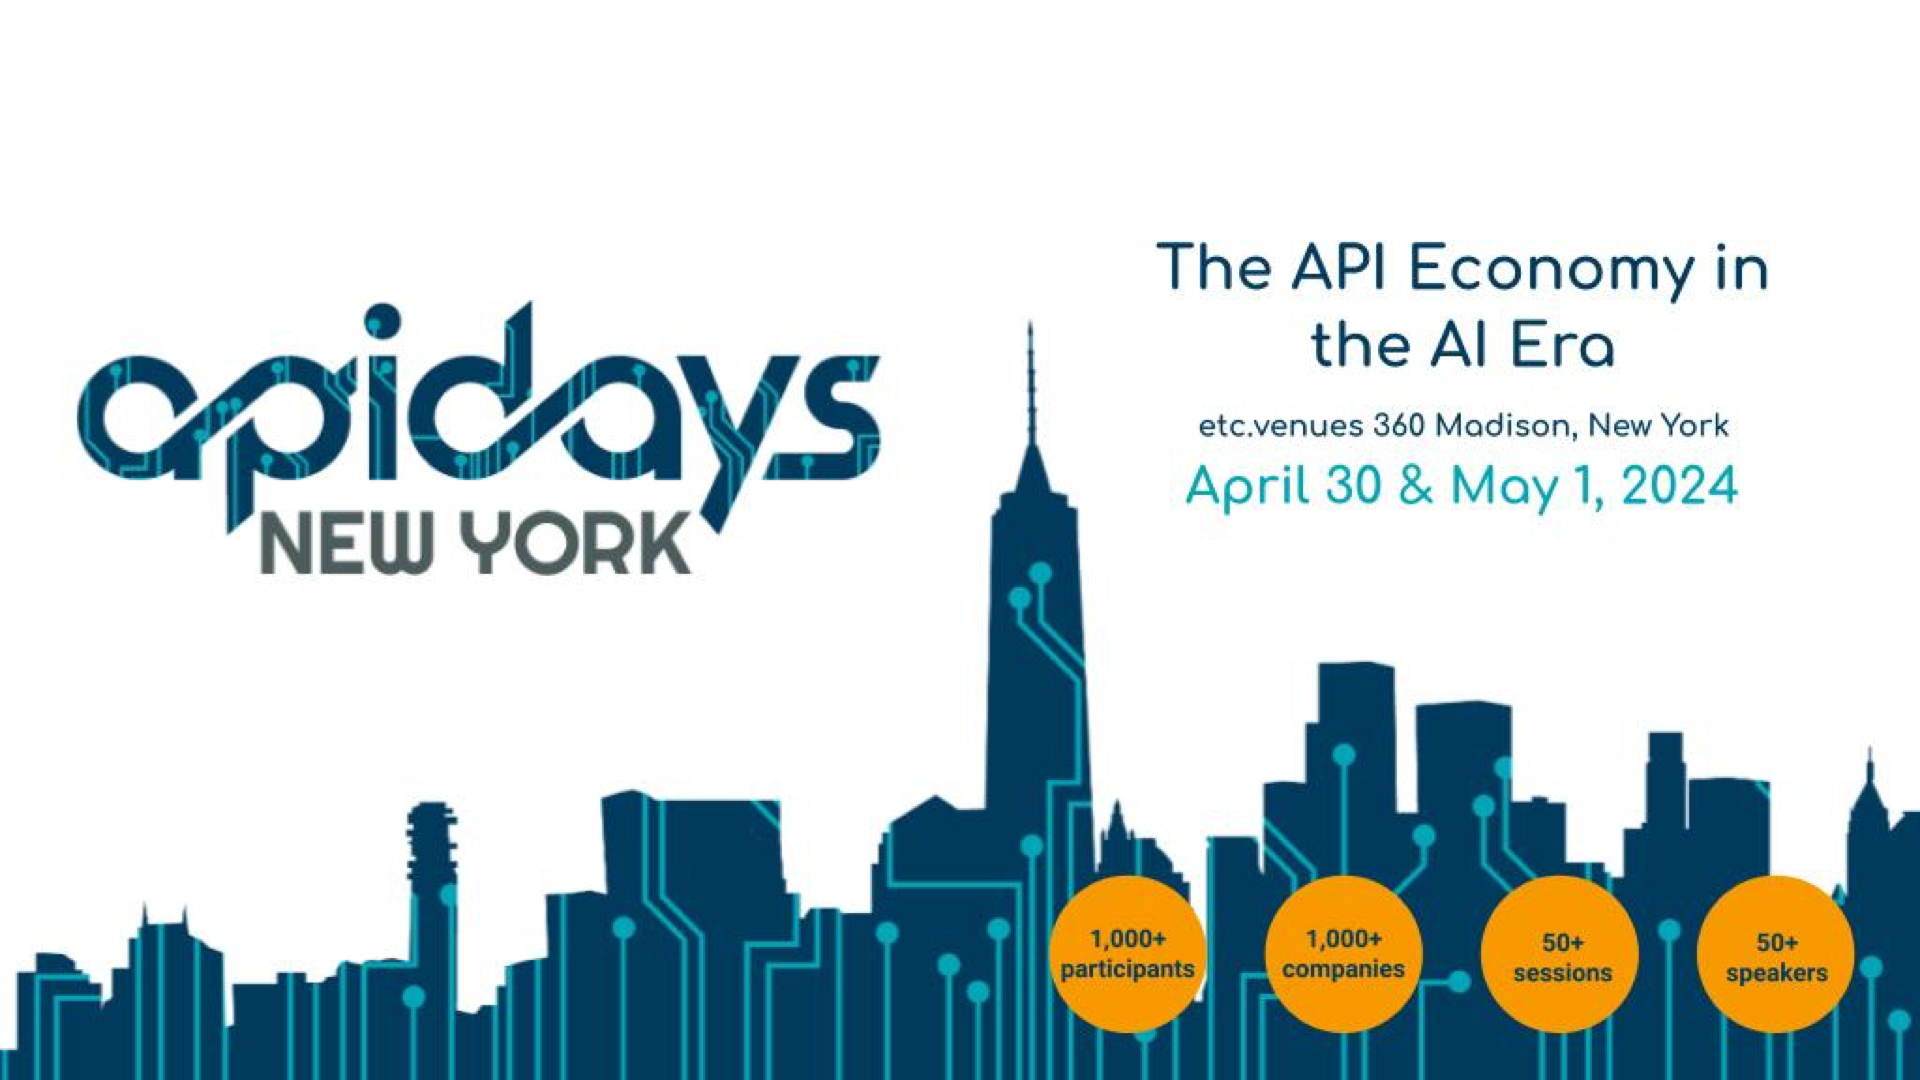 apidays
NEW YORK
The API Economy in
the AI Era
etc.venues 360 Madison, New York
April 30 & May 1, 2024
1,000+
participants
1,000+
companies
50+
sessions
50+
speakers